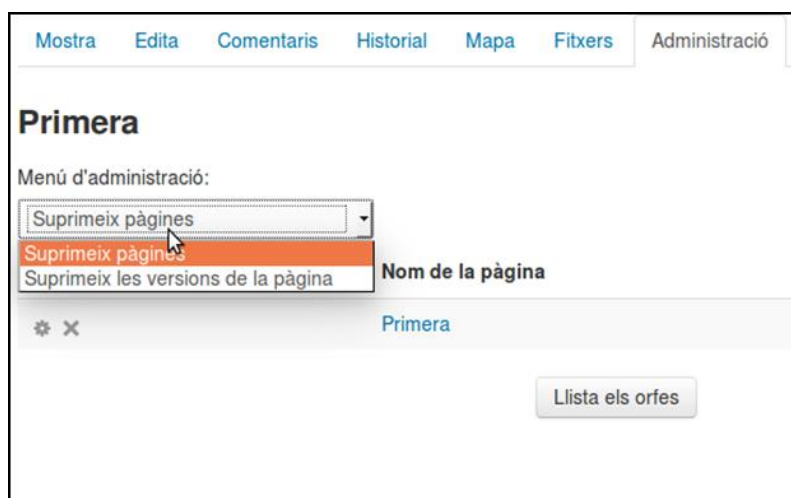 Mostra Edita Comentaris Historial Mapa Fitxers Administració
Primera
Menú d'administració:
Suprimeix pàgines
Suprimeix pàgines
Suprimeix les versions de la pàgina
Nom de la pàgina
Primera
Llista els orfes